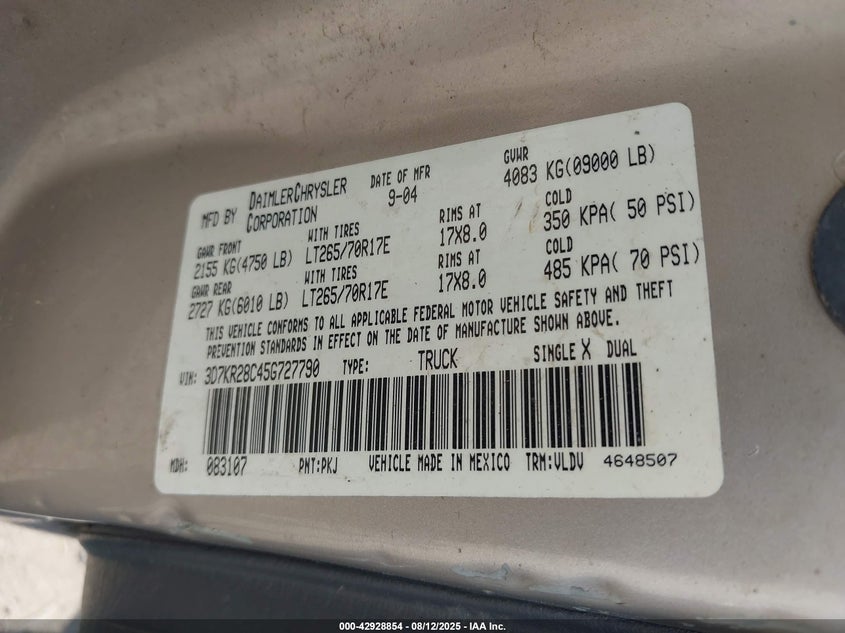 MFD BY DAIMLERCHRYSLER CORPORATION DATE OF MFR 9-04 GVWR 4083 KG(09000 LB)
GAWR FRONT 2155 KG(4750 LB) WITH TIRES LT265/70R17E RIMS AT 17X8.0 COLD 350 KPA( 50 PSI)
GAWR REAR 2727 KG(6010 LB) WITH TIRES LT265/70R17E RIMS AT 17X8.0 COLD 485 KPA( 70 PSI)
THIS VEHICLE CONFORMS TO ALL APPLICABLE FEDERAL MOTOR VEHICLE SAFETY AND THEFT
PREVENTION STANDARDS IN EFFECT ON THE DATE OF MANUFACTURE SHOWN ABOVE.
VIN: 3D7KR28C45G727790 TYPE: TRUCK SINGLE X DUAL
MDH: 083107 PNT:PKJ VEHICLE MADE IN MEXICO TRM:VLDV 4648507
000-42928854 - 08/12/2025 - IAA Inc.